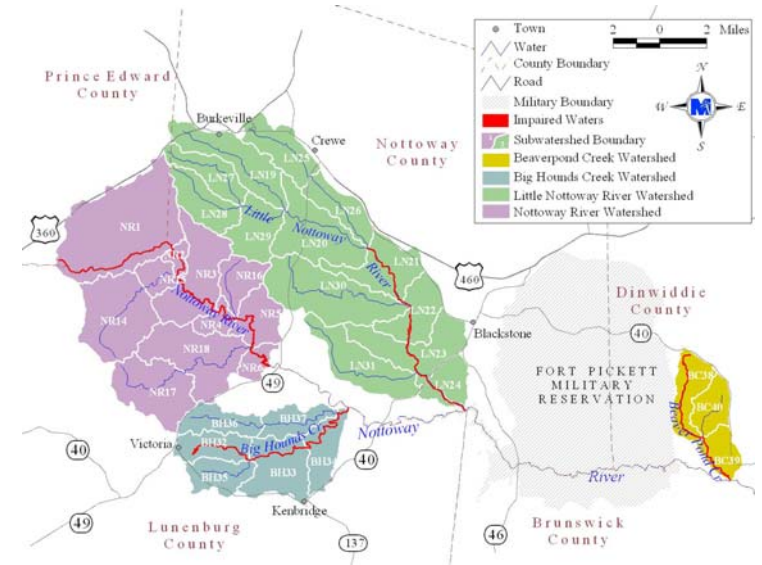 2
0
2
Miles
Town
Water
County Boundary
Road
Military Boundary
Impaired Waters
Subwatershed Boundary
Beaverpond Creek Watershed
Big Hounds Creek Watershed
Little Nottoway River Watershed
Nottoway River Watershed
N
W
M
E
S
Prince Edward
County
Burkeville
Crewe
Nottoway
County
LN25
LN19
LN27
LN26
LN28
Little
Nottoway
River
LN29
LN20
LN21
LN30
LN22
LN23
LN31
LN24
NR1
360
NR3
NR16
NR14
Nottoway River
NR4
NR5
NR18
NR6
NR17
49
460
Blackstone
Dinwiddie
County
40
FORT PICKETT
MILITARY
RESERVATION
BC38
BC40
BC39
Beaver Pond Cr
BH36
BH37
BH32
Big Hounds Cr
BH35
BH33
BH34
Nottoway
River
Victoria
40
40
49
Kenbridge
Lunenburg
County
137
46
Brunswick
County